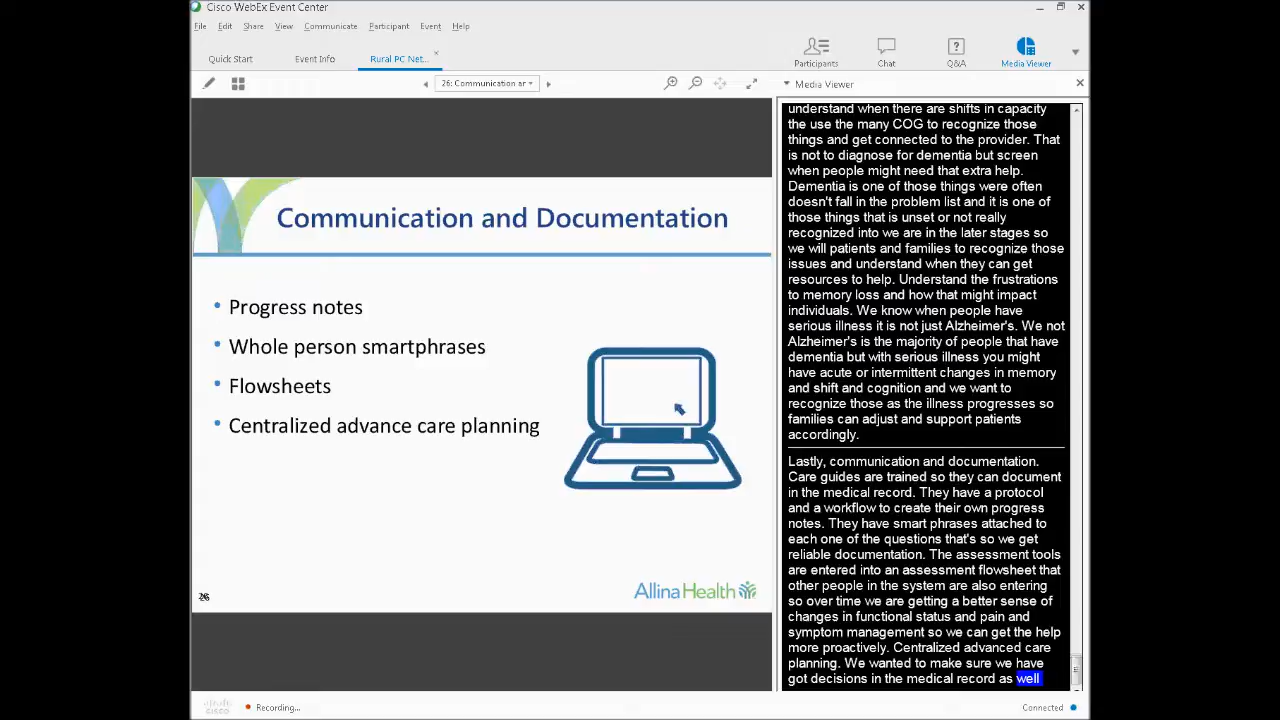 Cisco WebEx Event Center
File Edit Share View Communicate Participant Event Help
Quick Start Event Info Rural PC Net...
Participants Chat Q&A Media Viewer
26: Communication ar
Media Viewer
Communication and Documentation
• Progress notes
• Whole person smartphrases
• Flowsheets
• Centralized advance care planning
AllinaHealth
26
understand when there are shifts in capacity
the use the many COG to recognize those
things and get connected to the provider. That
is not to diagnose for dementia but screen
when people might need that extra help.
Dementia is one of those things were often
doesn't fall in the problem list and it is one of
those things that is unset or not really
recognized into we are in the later stages so
we will patients and families to recognize those
issues and understand when they can get
resources to help. Understand the frustrations
to memory loss and how that might impact
individuals. We know when people have
serious illness it is not just Alzheimer's. We not
Alzheimer's is the majority of people that have
dementia but with serious illness you might
have acute or intermittent changes in memory
and shift and cognition and we want to
recognize those as the illness progresses so
families can adjust and support patients
accordingly.
Lastly, communication and documentation.
Care guides are trained so they can document
in the medical record. They have a protocol
and a workflow to create their own progress
notes. They have smart phrases attached to
each one of the questions that's so we get
reliable documentation. The assessment tools
are entered into an assessment flowsheet that
other people in the system are also entering
so over time we are getting a better sense of
changes in functional status and pain and
symptom management so we can get the help
more proactively. Centralized advanced care
planning. We wanted to make sure we have
got decisions in the medical record as well
cisco Recording... Connected